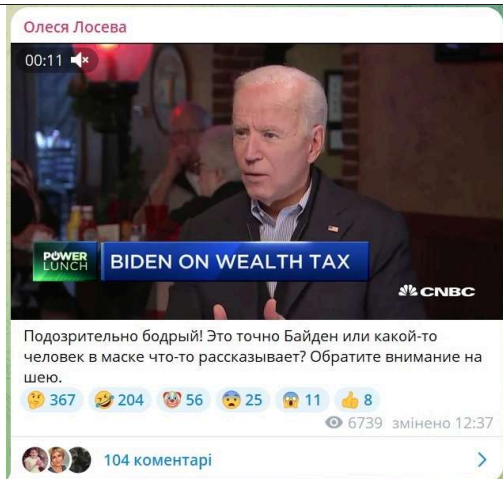 Олеся Лосева
00:11
POWER
LUNCH
BIDEN ON WEALTH TAX
CNBC
Подозрительно бодрый! Это точно Байден или какой-то
человек в маске что-то рассказывает? Обратите внимание на
шею.
367 204 56 25 11 8
6739 змінено 12:37
104 коментарі